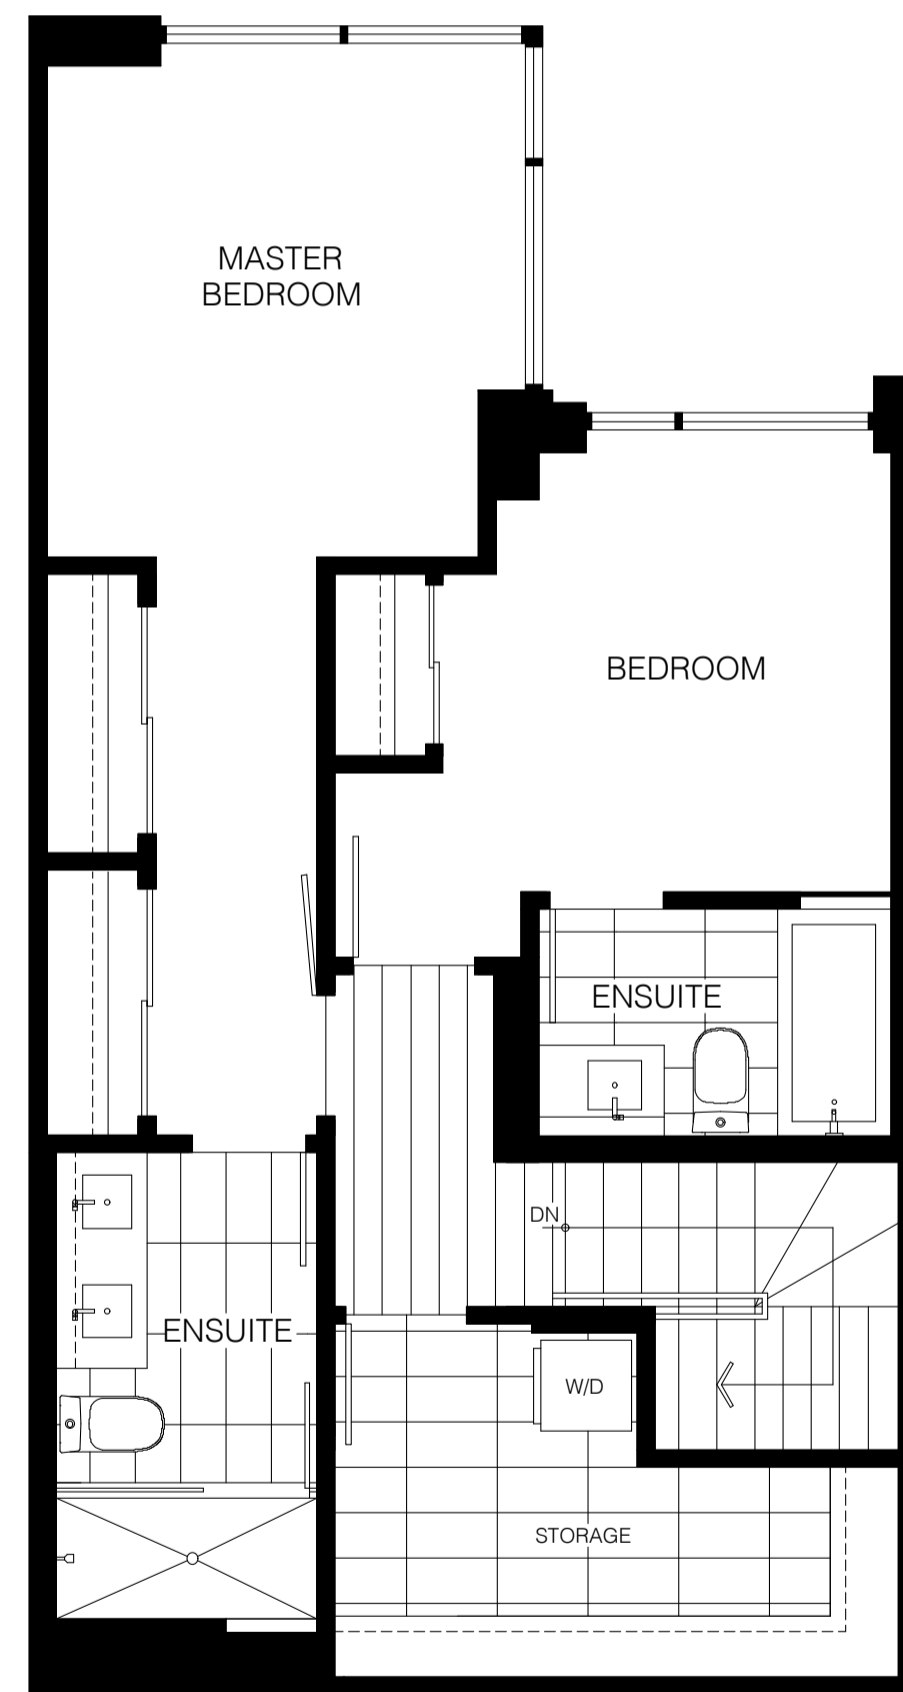 MASTER
BEDROOM
BEDROOM
ENSUITE
DN
ENSUITE
W/D
STORAGE